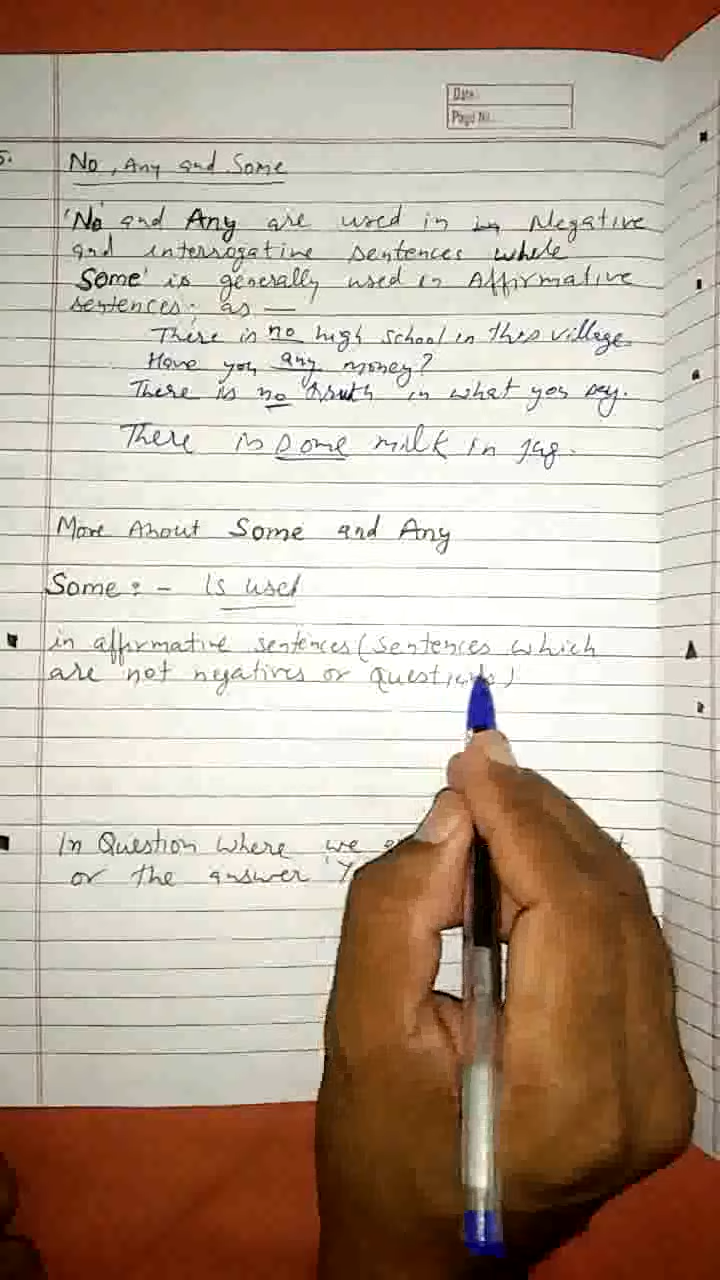 Date
Page No.
5.
No, Any and Some
'No and Any are used in in Negative
and interrogative sentences while
Some' is generally used in Affirmative
sentences; as —
There is no high school in this village.
Have you any money?
There is no truth in what you say.
There is some milk in jug.
More About Some and Any
Some: - Is used
in affirmative sentences (sentences which
are not negatives or questions)
In Question where we
or the answer